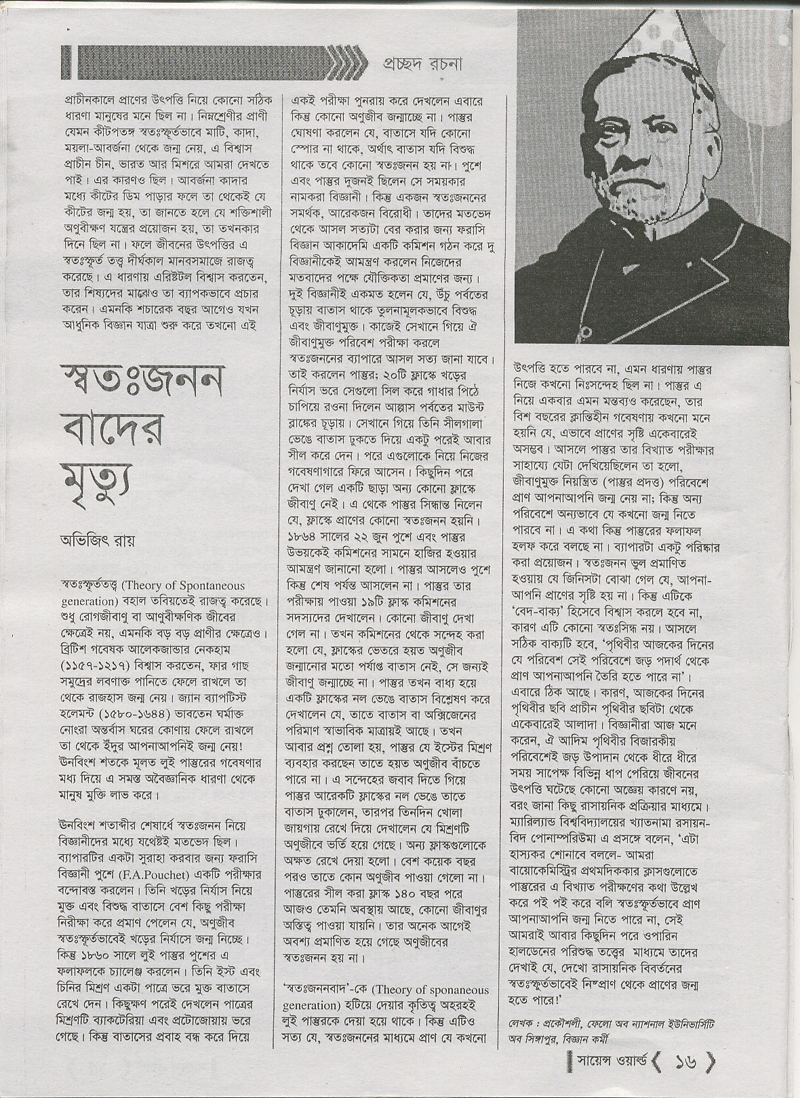 প্রচ্ছদ রচনা
প্রাচীনকালে প্রাণের উৎপত্তি নিয়ে কোনো সঠিক
ধারণা মানুষের মনে ছিল না। নিম্নশ্রেণীর প্রাণী
যেমন কীটপতঙ্গ স্বতঃস্ফূর্তভাবে মাটি, কাদা,
ময়লা-আবর্জনা থেকে জন্ম নেয়, এ বিশ্বাস
প্রাচীন চীন, ভারত আর মিশরে আমরা দেখতে
পাই। এর কারণও ছিল। আবর্জনা কাদার
মধ্যে কীটের ডিম পাড়ার ফলে তা থেকেই যে
কীটের জন্ম হয়, তা জানতে হলে যে শক্তিশালী
অণুবীক্ষণ যন্ত্রের প্রয়োজন হয়, তা তখনকার
দিনে ছিল না। ফলে জীবনের উৎপত্তির এ
স্বতঃস্ফূর্ত তত্ত্ব দীর্ঘকাল মানবসমাজে রাজত্ব
করেছে। এ ধারণায় এরিষ্টটল বিশ্বাস করতেন,
তার শিষ্যদের মাঝেও তা ব্যাপকভাবে প্রচার
করেন। এমনকি শচারেক বছর আগেও যখন
আধুনিক বিজ্ঞান যাত্রা শুরু করে তখনো এই
স্বতঃজনন
বাদের
মৃত্যু
অভিজিৎ রায়
স্বতঃস্ফূর্ততত্ত্ব (Theory of Spontaneous
generation) বহাল তবিয়তেই রাজত্ব করেছে।
শুধু রোগজীবাণু বা আণুবীক্ষণিক জীবের
ক্ষেত্রেই নয়, এমনকি বড় বড় প্রাণীর ক্ষেত্রেও।
ব্রিটিশ গবেষক আলেকজান্ডার নেকহাম
(১১৫৭-১২১৭) বিশ্বাস করতেন, ফার গাছ
সমুদ্রের লবণাক্ত পানিতে ফেলে রাখলে তা
থেকে রাজহাস জন্ম নেয়। জ্যান ব্যাপটিস্ট
হলেমন্ট (১৫৮০-১৬৪৪) ভাবতেন ঘর্মাক্ত
নোংরা অন্তর্বাস ঘরের কোণায় ফেলে রাখলে
তা থেকে ইঁদুর আপনাআপনিই জন্ম নেয়!
ঊনবিংশ শতকে মূলত লুই পাস্তুরের গবেষণার
মধ্য দিয়ে এ সমস্ত অবৈজ্ঞানিক ধারণা থেকে
মানুষ মুক্তি লাভ করে।
ঊনবিংশ শতাব্দীর শেষার্ধে স্বতঃজনন নিয়ে
বিজ্ঞানীদের মধ্যে যথেষ্টই মতভেদ ছিল।
ব্যাপারটির একটা সুরাহা করবার জন্য ফরাসি
বিজ্ঞানী পুশে (F.A.Pouchet) একটি পরীক্ষার
বন্দোবস্ত করলেন। তিনি খড়ের নির্যাস নিয়ে
মুক্ত এবং বিশুদ্ধ বাতাসে বেশ কিছু পরীক্ষা
নিরীক্ষা করে প্রমাণ পেলেন যে, অণুজীব
স্বতঃস্ফূর্তভাবেই খড়ের নির্যাসে জন্ম নিচ্ছে।
কিন্তু ১৮৬০ সালে লুই পাস্তুর পুশের এ
ফলাফলকে চ্যালেঞ্জ করলেন। তিনি ইস্ট এবং
চিনির মিশ্রণ একটা পাত্রে ভরে মুক্ত বাতাসে
রেখে দেন। কিছুক্ষণ পরেই দেখলেন পাত্রের
মিশ্রণটি ব্যাকটেরিয়া এবং প্রটোজোয়ায় ভরে
গেছে। কিন্তু বাতাসের প্রবাহ বন্ধ করে দিয়ে
একই পরীক্ষা পুনরায় করে দেখলেন এবারে
কিন্তু কোনো অণুজীব জন্মাচ্ছে না। পাস্তুর
ঘোষণা করলেন যে, বাতাসে যদি কোনো
স্পোর না থাকে, অর্থাৎ বাতাস যদি বিশুদ্ধ
থাকে তবে কোনো স্বতঃজনন হয় না। পুশে
এবং পাস্তুর দুজনই ছিলেন সে সময়কার
নামকরা বিজ্ঞানী। কিন্তু একজন স্বতঃজননের
সমর্থক, আরেকজন বিরোধী। তাদের মতভেদ
থেকে আসল সত্যটা বের করার জন্য ফরাসি
বিজ্ঞান আকাদেমি একটি কমিশন গঠন করে দু
বিজ্ঞানীকেই আমন্ত্রণ করলেন নিজেদের
মতবাদের পক্ষে যৌক্তিকতা প্রমাণের জন্য।
দুই বিজ্ঞানীই একমত হলেন যে, উঁচু পর্বতের
চূড়ায় বাতাস থাকে তুলনামূলকভাবে বিশুদ্ধ
এবং জীবাণুমুক্ত। কাজেই সেখানে গিয়ে ঐ
জীবাণুমুক্ত পরিবেশ পরীক্ষা করলে
স্বতঃজননের ব্যাপারে আসল সত্য জানা যাবে।
তাই করলেন পাস্তুর; ২০টি ফ্লাস্কে খড়ের
নির্যাস ভরে সেগুলো সিল করে গাধার পিঠে
চাপিয়ে রওনা দিলেন আল্পাস পর্বতের মাউন্ট
ব্লাঙ্কের চূড়ায়। সেখানে গিয়ে তিনি সীলগালা
ভেঙে বাতাস ঢুকতে দিয়ে একটু পরেই আবার
সীল করে দেন। পরে এগুলোকে নিয়ে নিজের
গবেষণাগারে ফিরে আসেন। কিছুদিন পরে
দেখা গেল একটি ছাড়া অন্য কোনো ফ্লাস্কে
জীবাণু নেই। এ থেকে পাস্তুর সিদ্ধান্ত নিলেন
যে, ফ্লাস্কে প্রাণের কোনো স্বতঃজনন হয়নি।
১৮৬৪ সালের ২২ জুন পুশে এবং পাস্তুর
উভয়কেই কমিশনের সামনে হাজির হওয়ার
আমন্ত্রণ জানানো হলো। পাস্তুর আসলেও পুশে
কিন্তু শেষ পর্যন্ত আসলেন না। পাস্তুর তার
পরীক্ষায় পাওয়া ১৯টি ফ্লাস্ক কমিশনের
সদস্যদের দেখালেন। কোনো জীবাণু দেখা
গেল না। তখন কমিশনের থেকে সন্দেহ করা
হলো যে, ফ্লাস্কের ভেতরে হয়ত অণুজীব
জন্মানোর মতো পর্যাপ্ত বাতাস নেই, সে জন্যই
জীবাণু জন্মাচ্ছে না। পাস্তুর তখন বাধ্য হয়ে
একটি ফ্লাস্কের নল ভেঙে বাতাস বিশ্লেষণ করে
দেখালেন যে, তাতে বাতাস বা অক্সিজেনের
পরিমাণ স্বাভাবিক মাত্রায়ই আছে। তখন
আবার প্রশ্ন তোলা হয়, পাস্তুর যে ইস্টের মিশ্রণ
ব্যবহার করছেন তাতে হয়ত অণুজীব বাঁচতে
পারে না। এ সন্দেহের জবাব দিতে গিয়ে
পাস্তুর আরেকটি ফ্লাস্কের নল ভেঙে তাতে
বাতাস ঢুকালেন, তারপর তিনদিন খোলা
জায়গায় রেখে দিয়ে দেখালেন যে মিশ্রণটি
অণুজীবে ভর্তি হয়ে গেছে। অন্য ফ্লাস্কগুলোকে
অক্ষত রেখে দেয়া হলো। বেশ কয়েক বছর
পরও তাতে কোন অণুজীব পাওয়া গেলো না।
পাস্তুরের সীল করা ফ্লাস্ক ১৪০ বছর পরে
আজও তেমনি অবস্থায় আছে, কোনো জীবাণুর
অস্তিত্ব পাওয়া যায়নি। তার অনেক আগেই
অবশ্য প্রমাণিত হয়ে গেছে অণুজীবের
স্বতঃজনন হয় না।
'স্বতঃজননবাদ'-কে (Theory of sponaneous
generation) হটিয়ে দেয়ার কৃতিত্ব অহরহই
লুই পাস্তুরকে দেয়া হয়ে থাকে। কিন্তু এটিও
সত্য যে, স্বতঃজননের মাধ্যমে প্রাণ যে কখনো
উৎপত্তি হতে পারবে না, এমন ধারণায় পাস্তুর
নিজে কখনো নিঃসন্দেহ ছিল না। পাস্তুর এ
নিয়ে একবার এমন মন্তব্যও করেছেন, তার
বিশ বছরের ক্লান্তিহীন গবেষণায় কখনো মনে
হয়নি যে, এভাবে প্রাণের সৃষ্টি একেবারেই
অসম্ভব। আসলে পাস্তুর তার বিখ্যাত পরীক্ষার
সাহায্যে যেটা দেখিয়েছিলেন তা হলো,
জীবাণুমুক্ত নিয়ন্ত্রিত (পাস্তুর প্রদত্ত) পরিবেশে
প্রাণ আপনাআপনি জন্ম নেয় না; কিন্তু অন্য
পরিবেশে অন্যভাবে যে কখনো জন্ম নিতে
পারবে না। এ কথা কিন্তু পাস্তুরের ফলাফল
হলফ করে বলছে না। ব্যাপারটা একটু পরিষ্কার
করা প্রয়োজন। স্বতঃজনন ভুল প্রমাণিত
হওয়ায় যে জিনিসটা বোঝা গেল যে, আপনা-
আপনি প্রাণের সৃষ্টি হয় না। কিন্তু এটিকে
'বেদ-বাক্য' হিসেবে বিশ্বাস করলে হবে না,
কারণ এটি কোনো স্বতঃসিদ্ধ নয়। আসলে
সঠিক বাক্যটি হবে, 'পৃথিবীর আজকের দিনের
যে পরিবেশ সেই পরিবেশে জড় পদার্থ থেকে
প্রাণ আপনাআপনি তৈরি হতে পারে না'।
এবারে ঠিক আছে। কারণ, আজকের দিনের
পৃথিবীর ছবি প্রাচীন পৃথিবীর ছবিটা থেকে
একেবারেই আলাদা। বিজ্ঞানীরা আজ মনে
করেন, ঐ আদিম পৃথিবীর বিজারকীয়
পরিবেশেই জড় উপাদান থেকে ধীরে ধীরে
সময় সাপেক্ষ বিভিন্ন ধাপ পেরিয়ে জীবনের
উৎপত্তি ঘটেছে কোনো অজ্ঞেয় কারণে নয়,
বরং জানা কিছু রাসায়নিক প্রক্রিয়ার মাধ্যমে।
ম্যারিল্যান্ড বিশ্ববিদ্যালয়ের খ্যাতনামা রসায়ন-
বিদ পোনাম্পরিউমা এ প্রসঙ্গে বলেন, 'এটা
হাস্যকর শোনাবে বললে- আমরা
বায়োকেমিস্ট্রির প্রথমদিককার ক্লাসগুলোতে
পাস্তুরের এ বিখ্যাত পরীক্ষণের কথা উল্লেখ
করে পই পই করে বলি স্বতঃস্ফূর্তভাবে প্রাণ
আপনাআপনি জন্ম নিতে পারে না, সেই
আমরাই আবার কিছুদিন পরে ওপারিন
হালডেনের পরিশুদ্ধ তত্ত্বের মাধ্যমে তাদের
দেখাই যে, দেখো রাসায়নিক বিবর্তনের
স্বতঃস্ফূর্তভাবেই নিষ্প্রাণ থেকে প্রাণের জন্ম
হতে পারে!'
লেখক : প্রকৌশলী, ফেলো অব ন্যাশনাল ইউনিভার্সিটি
অব সিঙ্গাপুর, বিজ্ঞান কর্মী
সায়েন্স ওয়ার্ল্ড ১৬